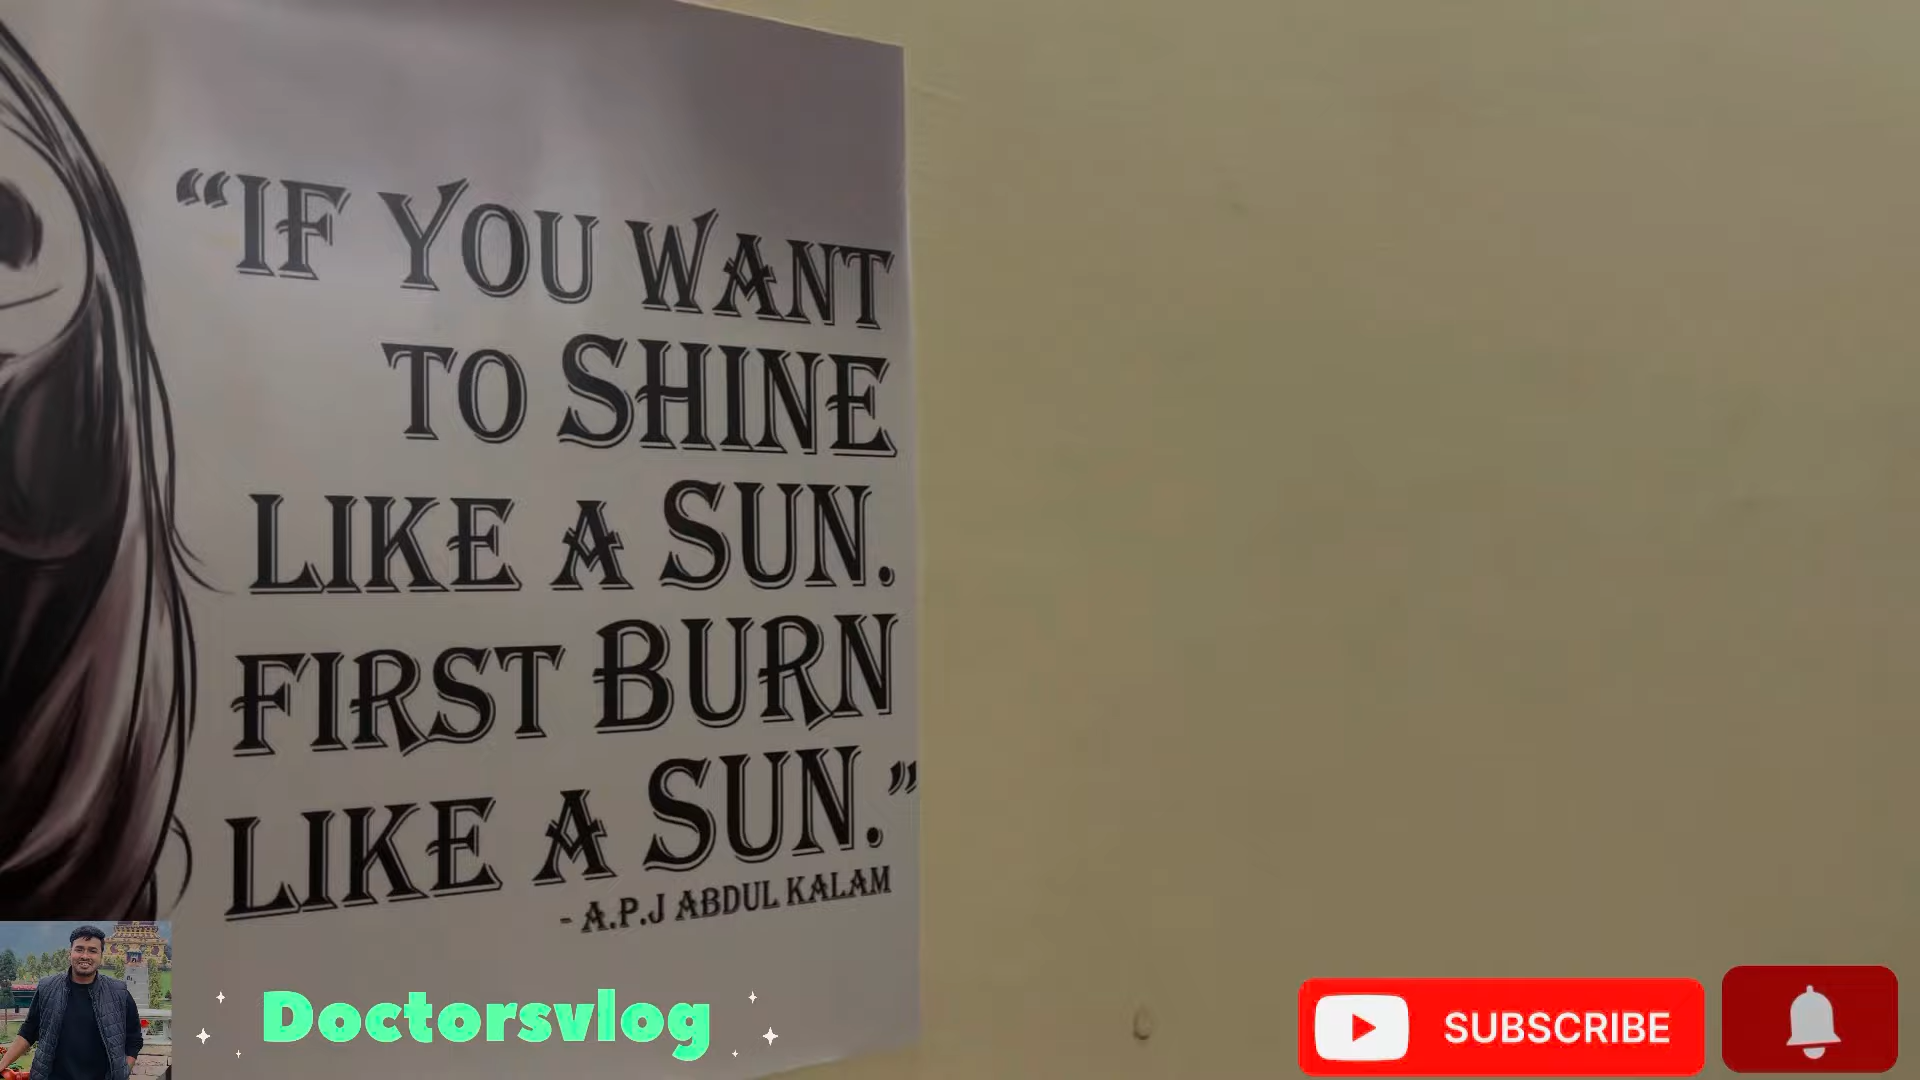 “IF YOU WANT
TO SHINE
LIKE A SUN.
FIRST BURN
LIKE A SUN.”
- A.P.J ABDUL KALAM
Doctorsvlog
SUBSCRIBE